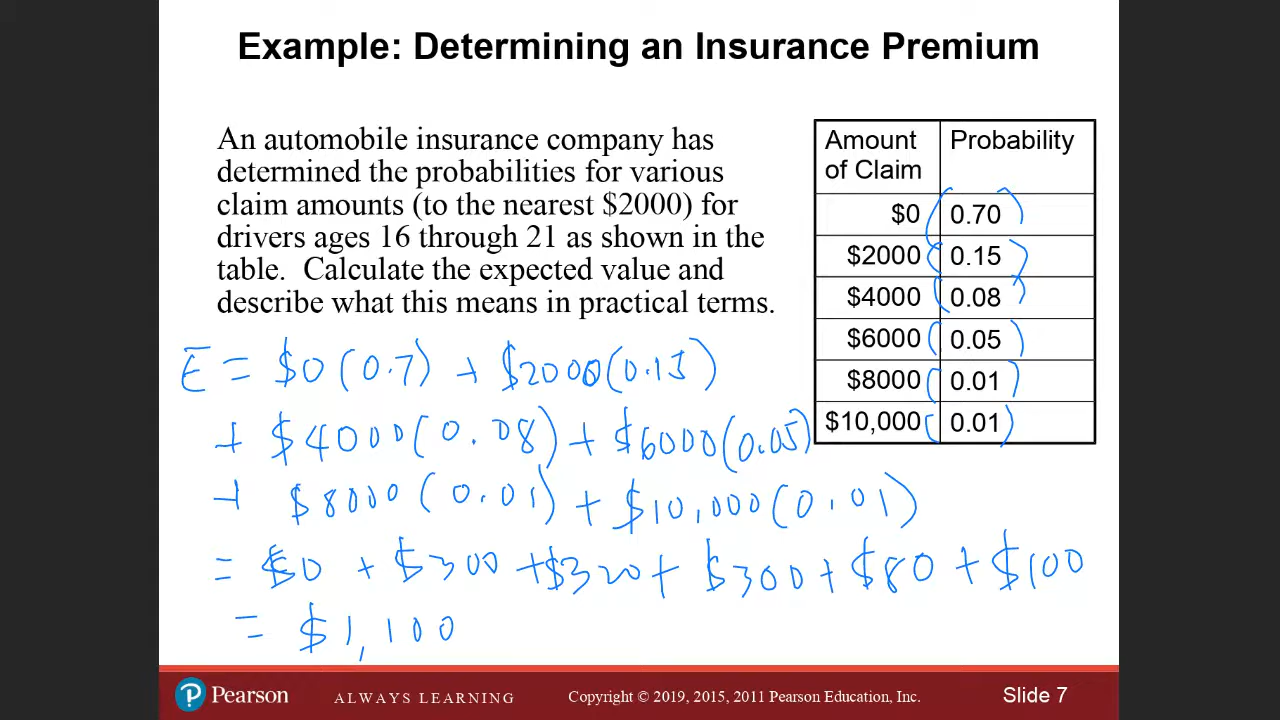 Example: Determining an Insurance Premium
An automobile insurance company has
determined the probabilities for various
claim amounts (to the nearest $2000) for
drivers ages 16 through 21 as shown in the
table. Calculate the expected value and
describe what this means in practical terms.
Amount of Claim Probability
$0 0.70
$2000 0.15
$4000 0.08
$6000 0.05
$8000 0.01
$10,000 0.01
E = $0(0.7) + $2000(0.15)
+ $4000(0.08) + $6000(0.05)
+ $8000(0.01) + $10,000(0.01)
= $0 + $300 + $320 + $300 + $80 + $100
= $1,100
Pearson ALWAYS LEARNING Copyright © 2019, 2015, 2011 Pearson Education, Inc. Slide 7